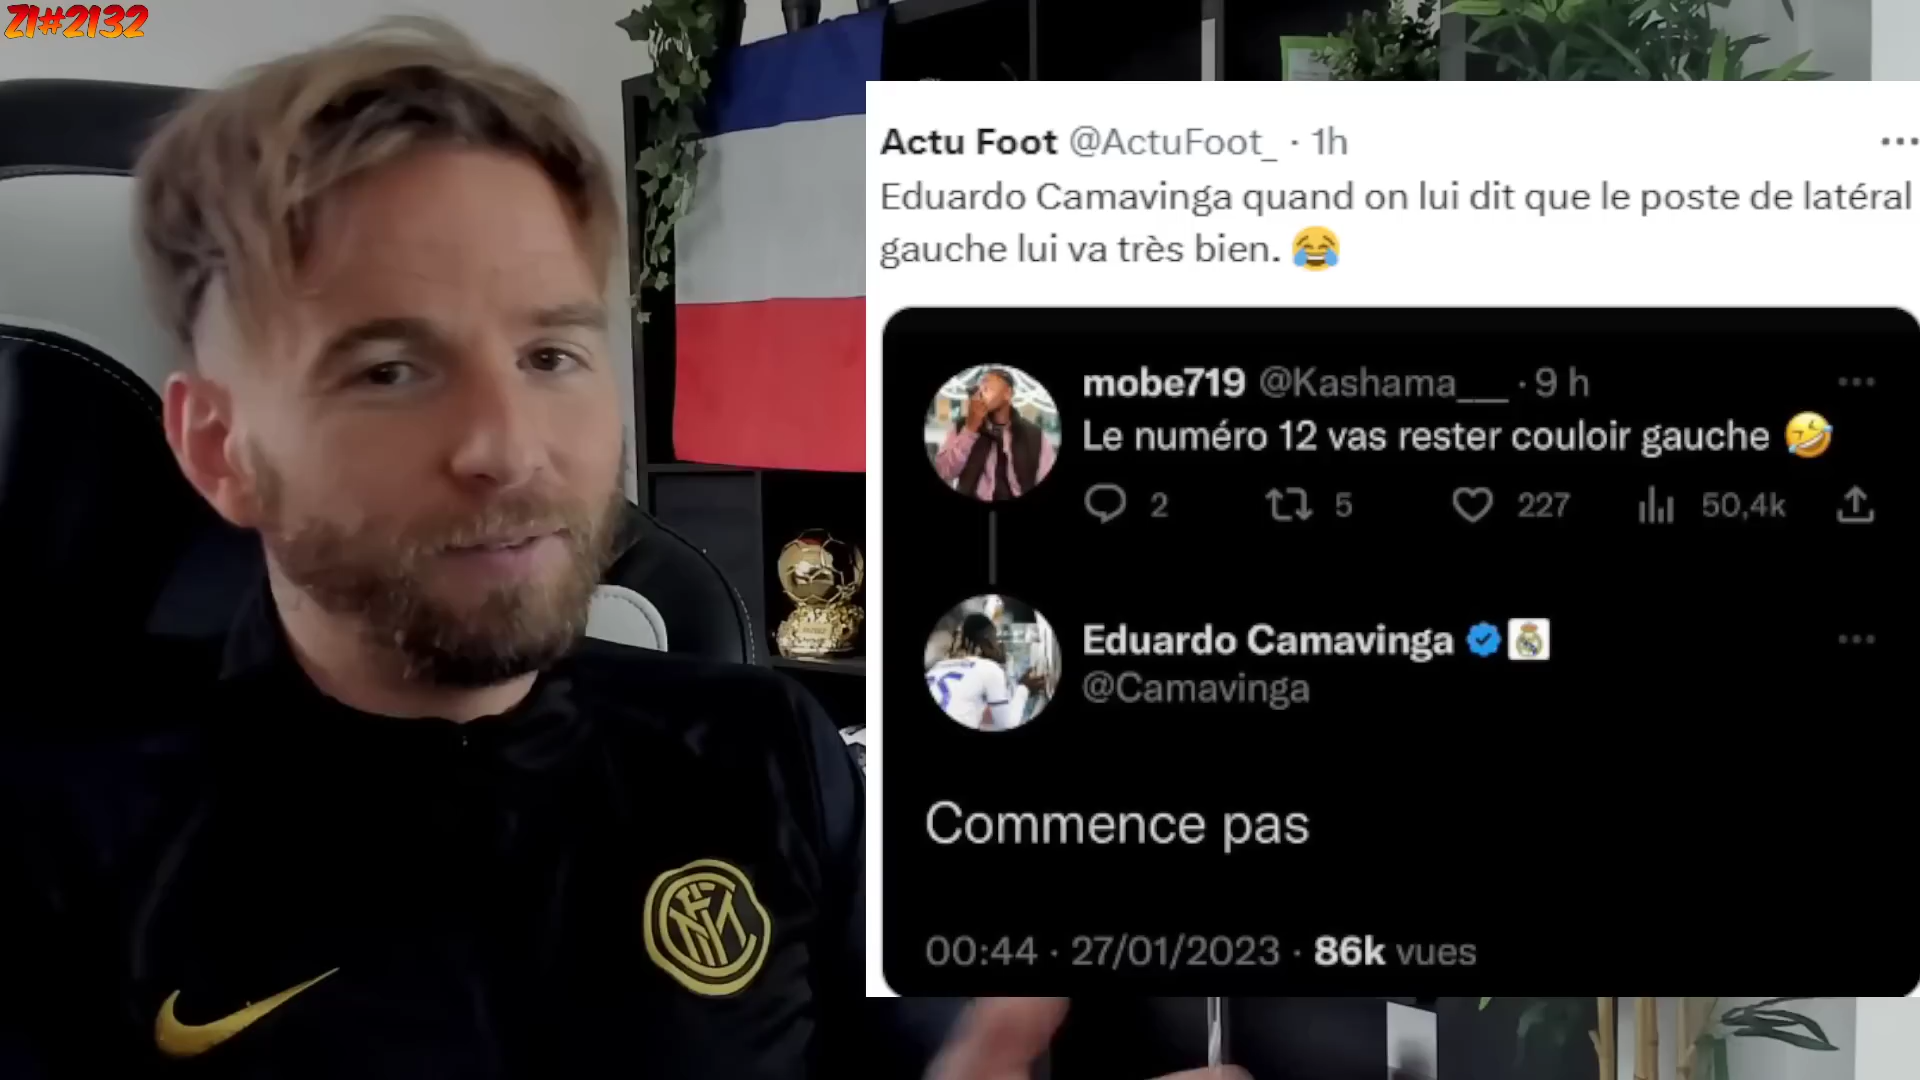 Z1#2132
Actu Foot @ActuFoot_ · 1h
Eduardo Camavinga quand on lui dit que le poste de latéral
gauche lui va très bien. 😂
mobe719 @Kashama___ · 9 h
Le numéro 12 vas rester couloir gauche 🤣
2 5 227 50,4k
Eduardo Camavinga
@Camavinga
Commence pas
00:44 · 27/01/2023 · 86k vues